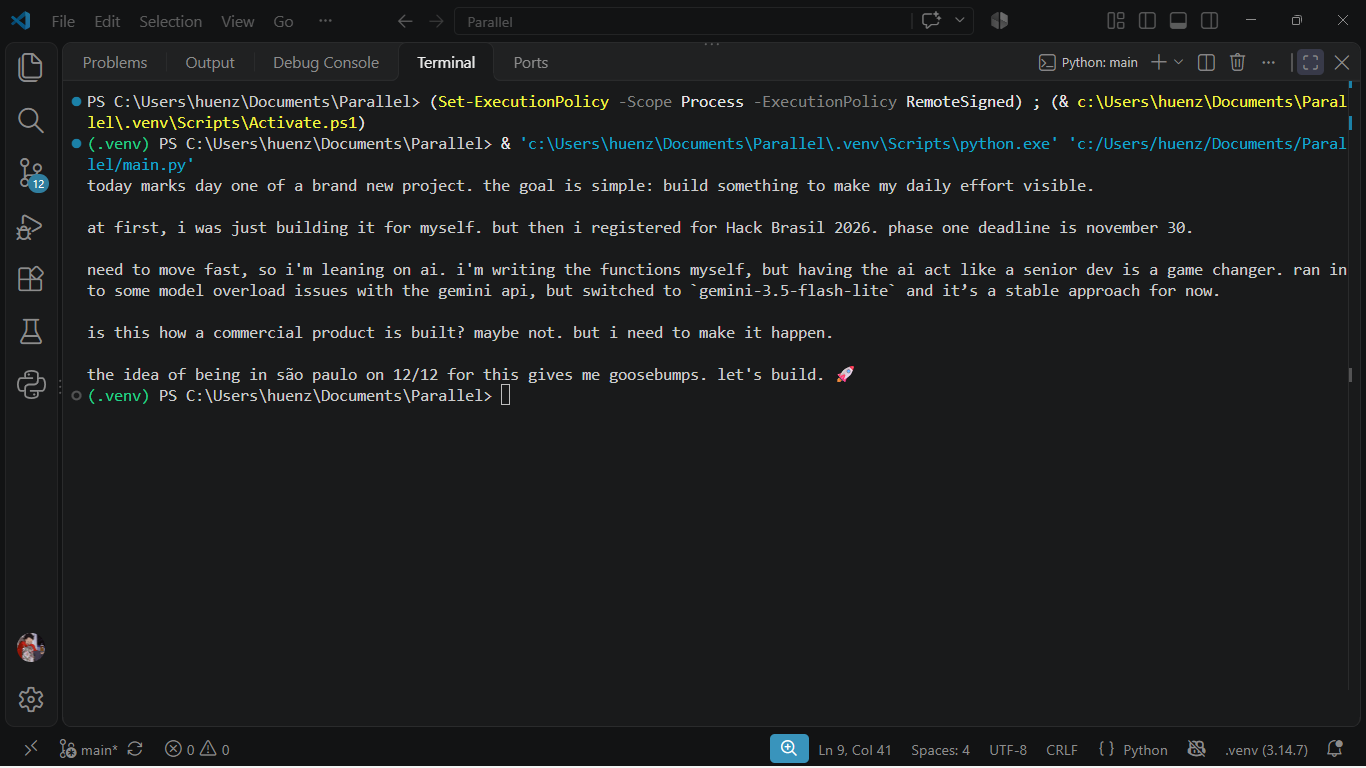 File Edit Selection View Go ··· Parallel
Problems Output Debug Console Terminal Ports Python: main
PS C:\Users\huenz\Documents\Parallel> (Set-ExecutionPolicy -Scope Process -ExecutionPolicy RemoteSigned) ; (& c:\Users\huenz\Documents\Paral
lel\.venv\Scripts\Activate.ps1)
(.venv) PS C:\Users\huenz\Documents\Parallel> & 'c:\Users\huenz\Documents\Parallel\.venv\Scripts\python.exe' 'c:/Users/huenz/Documents/Paral
lel/main.py'
today marks day one of a brand new project. the goal is simple: build something to make my daily effort visible.
at first, i was just building it for myself. but then i registered for Hack Brasil 2026. phase one deadline is november 30.
need to move fast, so i'm leaning on ai. i'm writing the functions myself, but having the ai act like a senior dev is a game changer. ran in
to some model overload issues with the gemini api, but switched to `gemini-3.5-flash-lite` and it’s a stable approach for now.
is this how a commercial product is built? maybe not. but i need to make it happen.
the idea of being in são paulo on 12/12 for this gives me goosebumps. let's build. 🚀
(.venv) PS C:\Users\huenz\Documents\Parallel>
12
main* 0 0 Ln 9, Col 41 Spaces: 4 UTF-8 CRLF {} Python .venv (3.14.7)